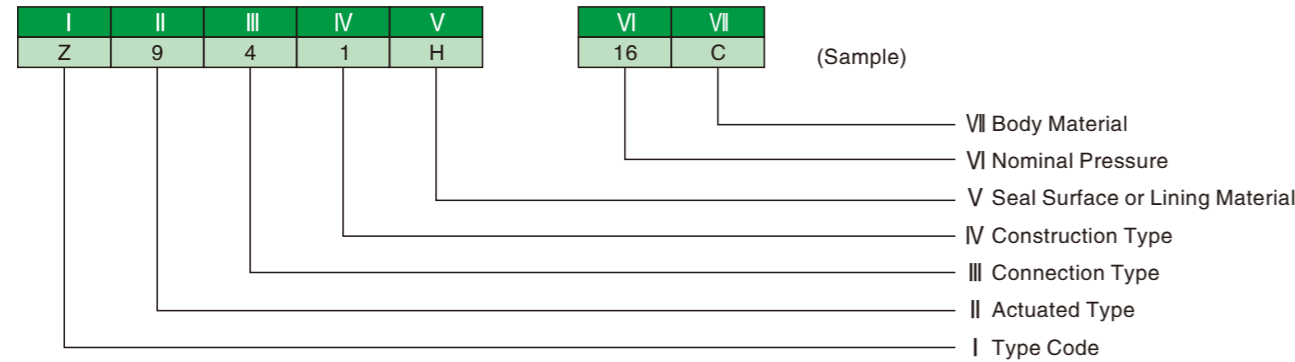 Ⅰ Ⅱ Ⅲ Ⅳ Ⅴ Ⅵ Ⅶ
Z 9 4 1 H 16 C (Sample)
Ⅶ Body Material
Ⅵ Nominal Pressure
Ⅴ Seal Surface or Lining Material
Ⅳ Construction Type
Ⅲ Connection Type
Ⅱ Actuated Type
Ⅰ Type Code